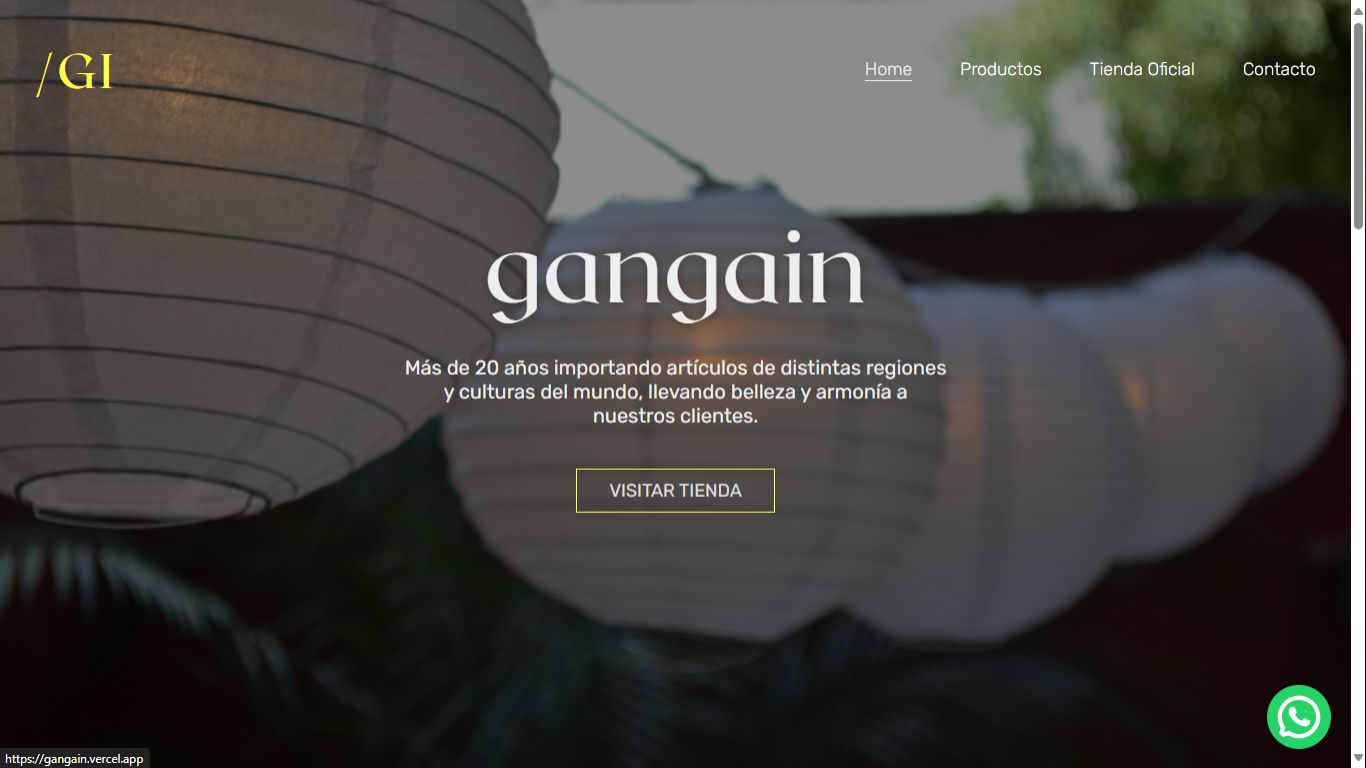 /GI
Home
Productos
Tienda Oficial
Contacto
gangain
Más de 20 años importando artículos de distintas regiones
y culturas del mundo, llevando belleza y armonía a
nuestros clientes.
VISITAR TIENDA
https://gangain.vercel.app